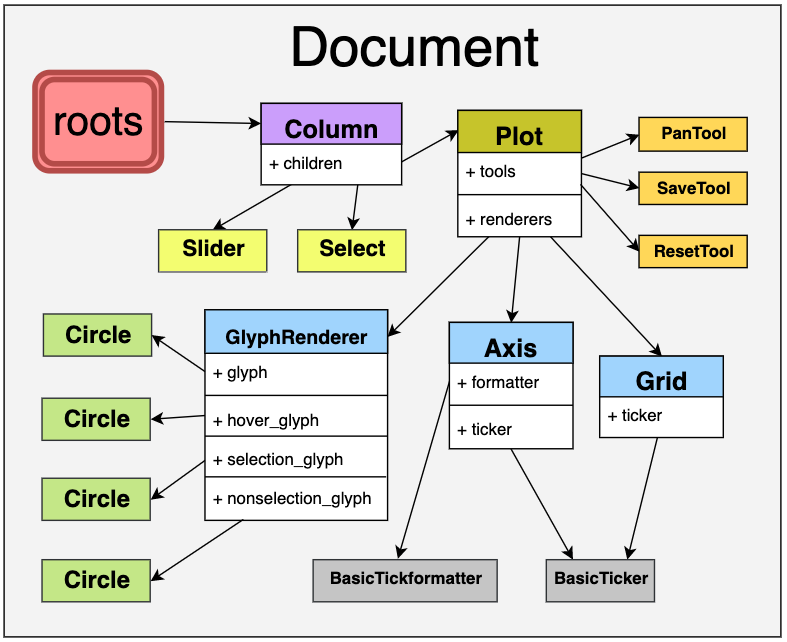 Document
roots
Column
+ children
Plot
+ tools
+ renderers
PanTool
SaveTool
ResetTool
Slider
Select
GlyphRenderer
+ glyph
+ hover_glyph
+ selection_glyph
+ nonselection_glyph
Circle
Circle
Circle
Circle
Axis
+ formatter
+ ticker
Grid
+ ticker
BasicTickformatter
BasicTicker